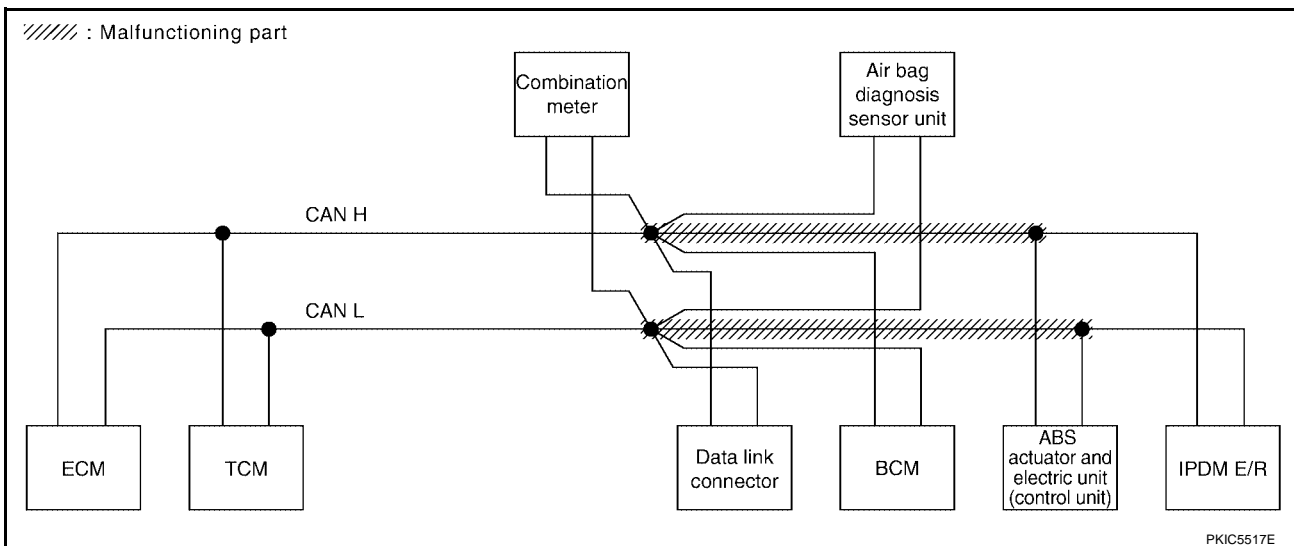 : Malfunctioning part
Combination
meter
Air bag
diagnosis
sensor unit
CAN H
CAN L
ECM
TCM
Data link
connector
BCM
ABS
actuator and
electric unit
(control unit)
IPDM E/R
PKIC5517E